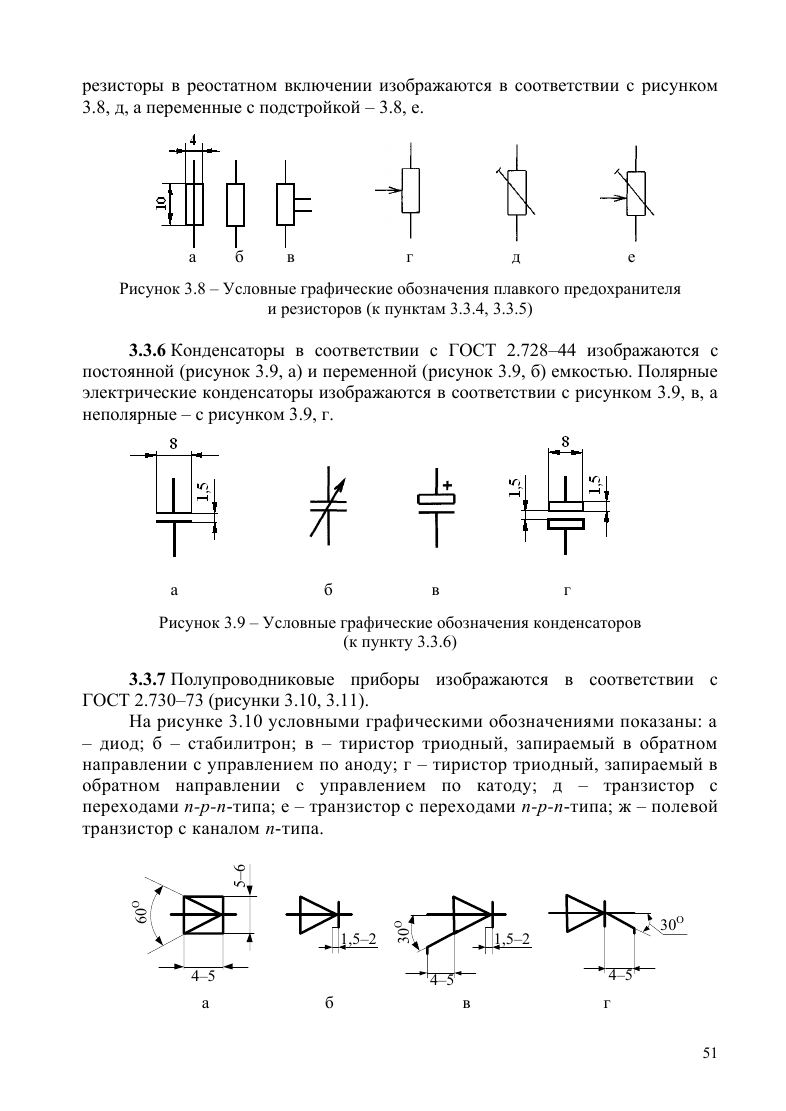 резисторы в реостатном включении изображаются в соответствии с рисунком
3.8, д, а переменные с подстройкой – 3.8, е.
4
10
а б в г д е
Рисунок 3.8 – Условные графические обозначения плавкого предохранителя
и резисторов (к пунктам 3.3.4, 3.3.5)
3.3.6 Конденсаторы в соответствии с ГОСТ 2.728–44 изображаются с
постоянной (рисунок 3.9, а) и переменной (рисунок 3.9, б) емкостью. Полярные
электрические конденсаторы изображаются в соответствии с рисунком 3.9, в, а
неполярные – с рисунком 3.9, г.
8 8
1,5 + 1,5 1,5
а б в г
Рисунок 3.9 – Условные графические обозначения конденсаторов
(к пункту 3.3.6)
3.3.7 Полупроводниковые приборы изображаются в соответствии с
ГОСТ 2.730–73 (рисунки 3.10, 3.11).
На рисунке 3.10 условными графическими обозначениями показаны: а
– диод; б – стабилитрон; в – тиристор триодный, запираемый в обратном
направлении с управлением по аноду; г – тиристор триодный, запираемый в
обратном направлении с управлением по катоду; д – транзистор с
переходами n-p-n-типа; е – транзистор с переходами n-p-n-типа; ж – полевой
транзистор с каналом n-типа.
5–6
60О 30О 30О
1,5–2 1,5–2
4–5 4–5 4–5
а б в г
51